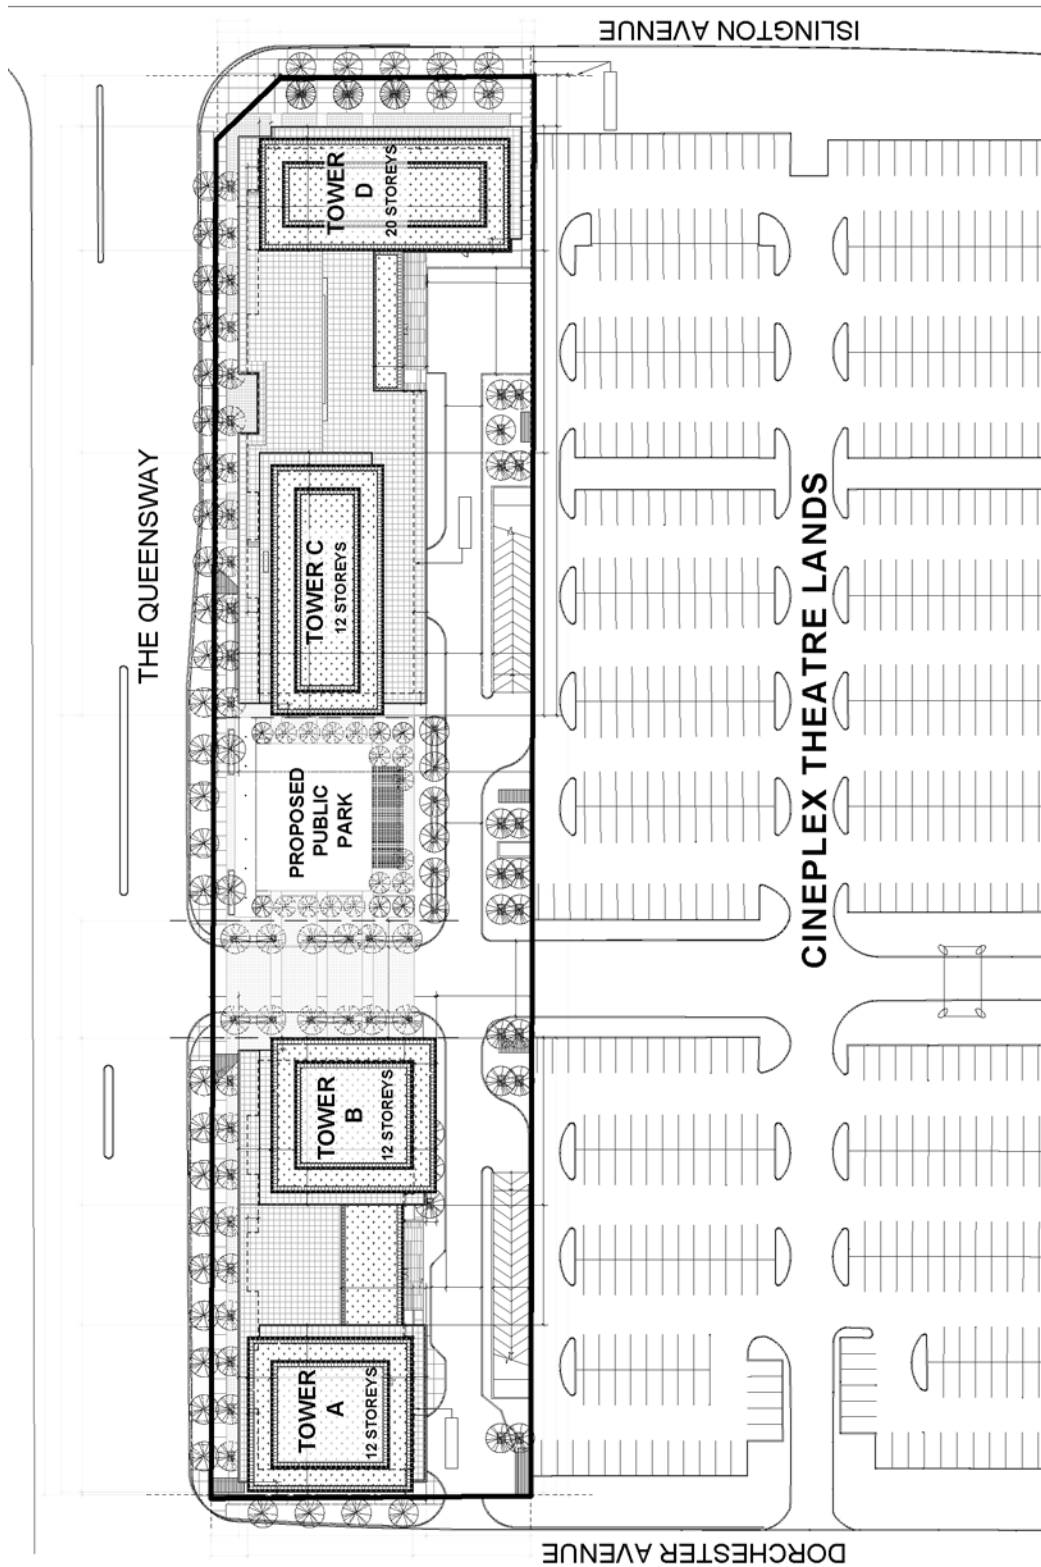 ISLINGTON AVENUE
TOWER
D
20 STOREYS
THE QUEENSWAY
TOWER C
12 STOREYS
CINEPLEX THEATRE LANDS
PROPOSED
PUBLIC
PARK
TOWER
B
12 STOREYS
TOWER
A
12 STOREYS
DORCHESTER AVENUE